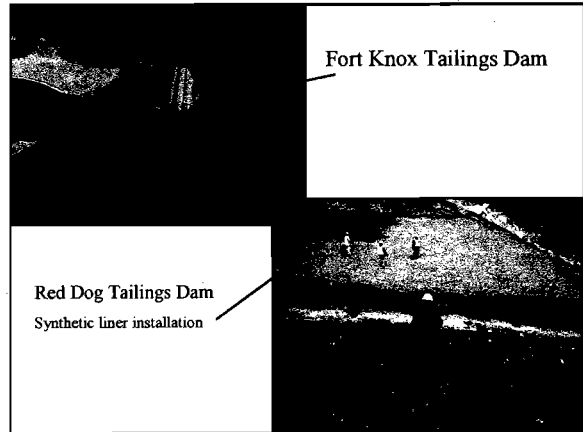 Fort Knox Tailings Dam
Red Dog Tailings Dam
Synthetic liner installation